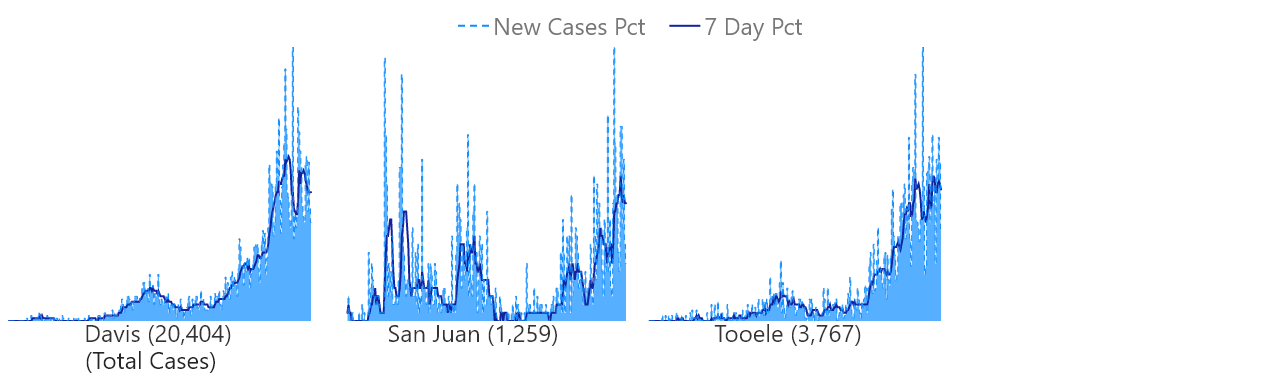 New Cases Pct 7 Day Pct
Davis (20,404) San Juan (1,259) Tooele (3,767)
(Total Cases)